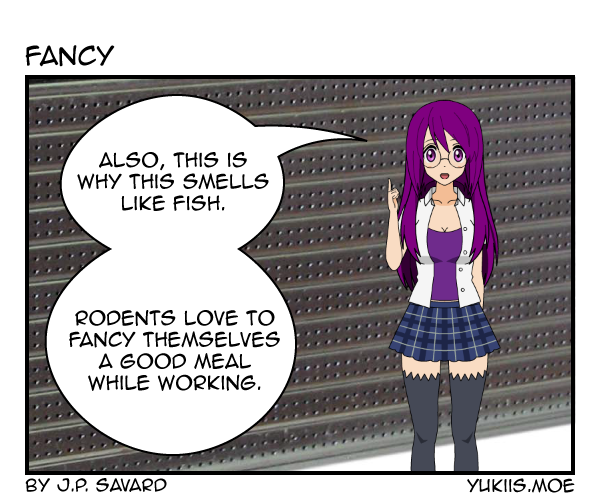 FANCY
ALSO, THIS IS
WHY THIS SMELLS
LIKE FISH.
RODENTS LOVE TO
FANCY THEMSELVES
A GOOD MEAL
WHILE WORKING.
BY J.P. SAVARD
YUKIIS.MOE